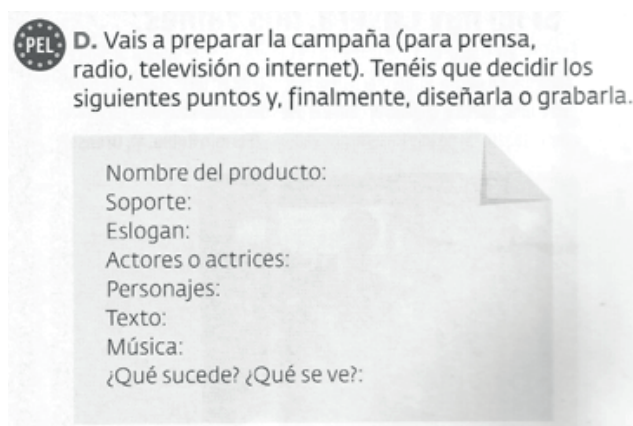 PEL D. Vais a preparar la campaña (para prensa,
radio, televisión o internet). Tenéis que decidir los
siguientes puntos y, finalmente, diseñarla o grabarla.
Nombre del producto:
Soporte:
Eslogan:
Actores o actrices:
Personajes:
Texto:
Música:
¿Qué sucede? ¿Qué se ve?: